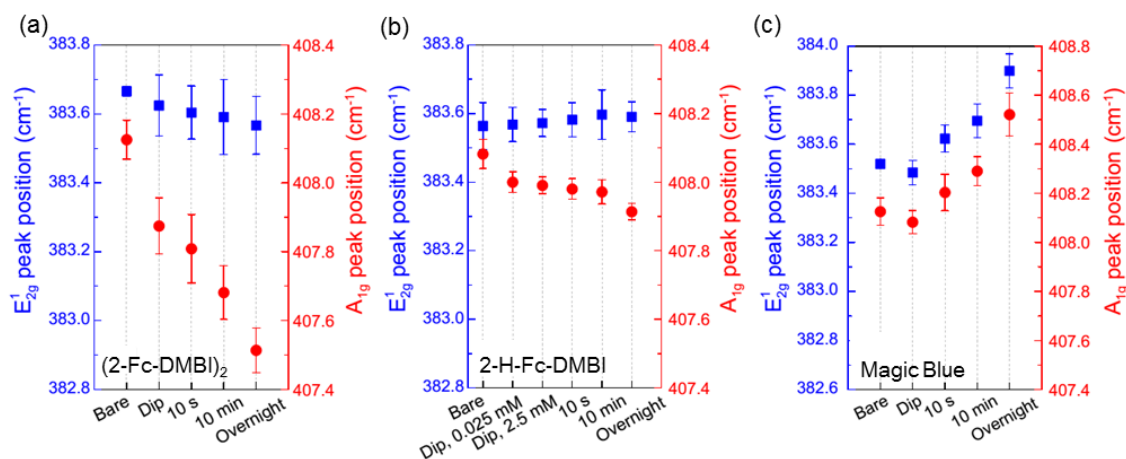 (a)
383.8
383.6
383.4
383.2
383.0
382.8
E¹₂g peak position (cm⁻¹)
408.4
408.2
408.0
407.8
407.6
407.4
A₁g peak position (cm⁻¹)
(2-Fc-DMBI)₂
Bare
Dip
10 s
10 min
Overnight
(b)
383.8
383.6
383.4
383.2
383.0
382.8
E¹₂g peak position (cm⁻¹)
408.4
408.2
408.0
407.8
407.6
407.4
A₁g peak position (cm⁻¹)
2-H-Fc-DMBI
Bare
Dip, 0.025 mM
Dip, 2.5 mM
10 s
10 min
Overnight
(c)
384.0
383.8
383.6
383.4
383.2
383.0
382.8
382.6
E¹₂g peak position (cm⁻¹)
408.8
408.6
408.4
408.2
408.0
407.8
407.6
407.4
A₁g peak position (cm⁻¹)
Magic Blue
Bare
Dip
10 s
10 min
Overnight